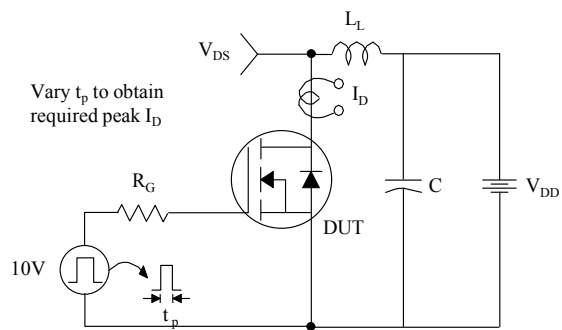 L_L
V_DS
Vary t_p to obtain
required peak I_D
I_D
R_G
C
V_DD
DUT
10V
t_p